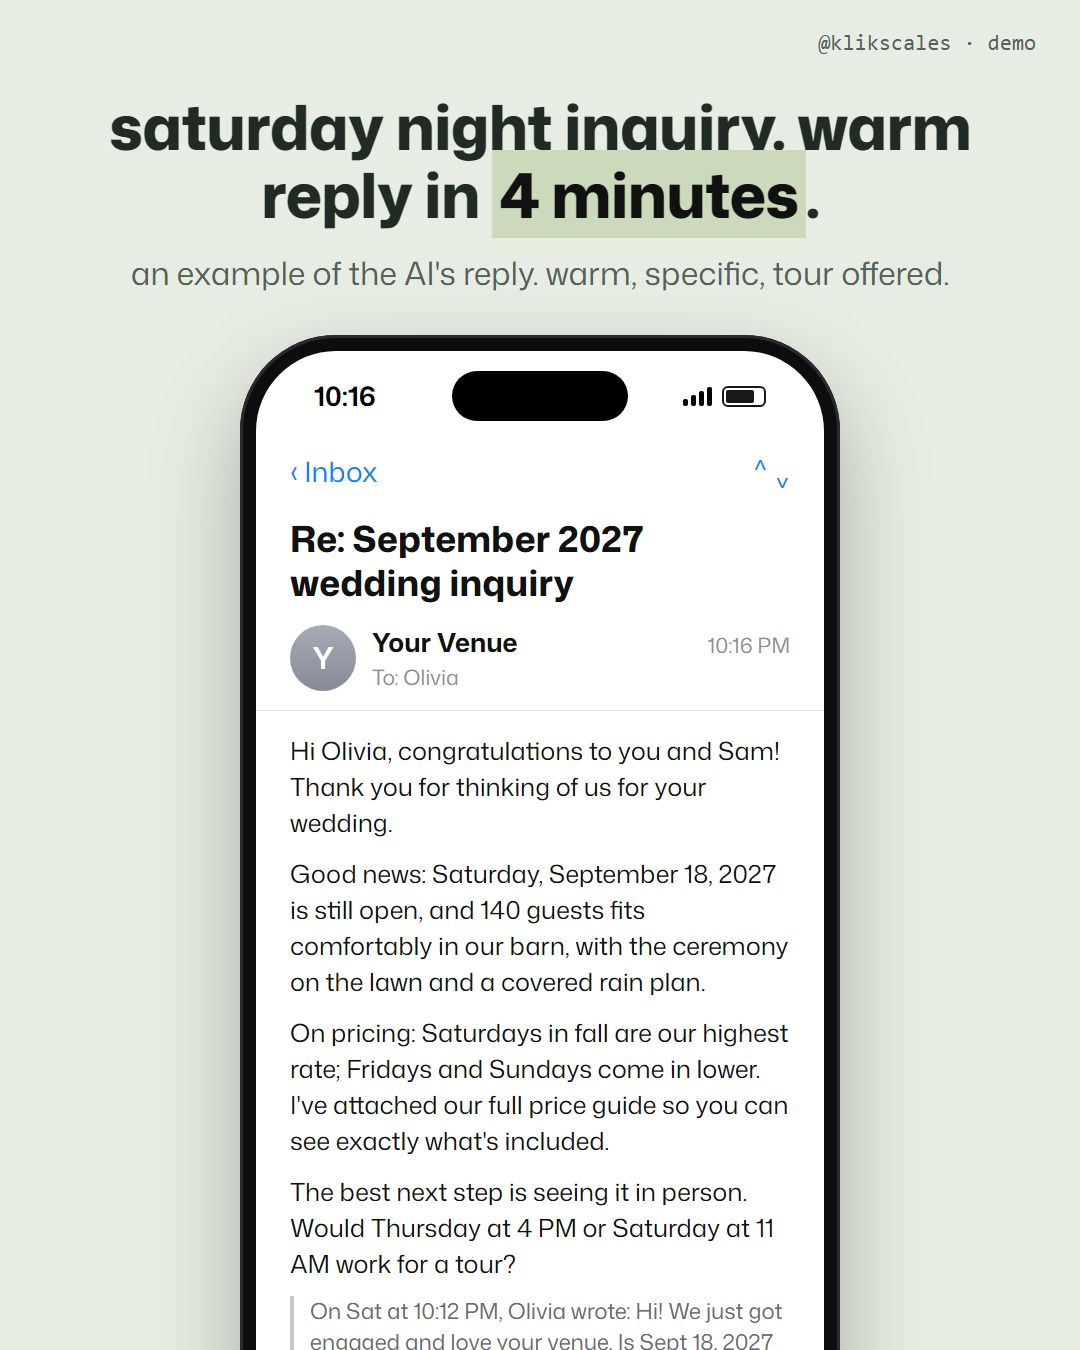 @klikscales · demo
saturday night inquiry. warm
reply in 4 minutes.
an example of the AI's reply. warm, specific, tour offered.
10:16
‹ Inbox
Re: September 2027
wedding inquiry
Y
Your Venue
10:16 PM
To: Olivia
Hi Olivia, congratulations to you and Sam!
Thank you for thinking of us for your
wedding.
Good news: Saturday, September 18, 2027
is still open, and 140 guests fits
comfortably in our barn, with the ceremony
on the lawn and a covered rain plan.
On pricing: Saturdays in fall are our highest
rate; Fridays and Sundays come in lower.
I've attached our full price guide so you can
see exactly what's included.
The best next step is seeing it in person.
Would Thursday at 4 PM or Saturday at 11
AM work for a tour?
On Sat at 10:12 PM, Olivia wrote: Hi! We just got
engaged and love your venue. Is Sept 18, 2027